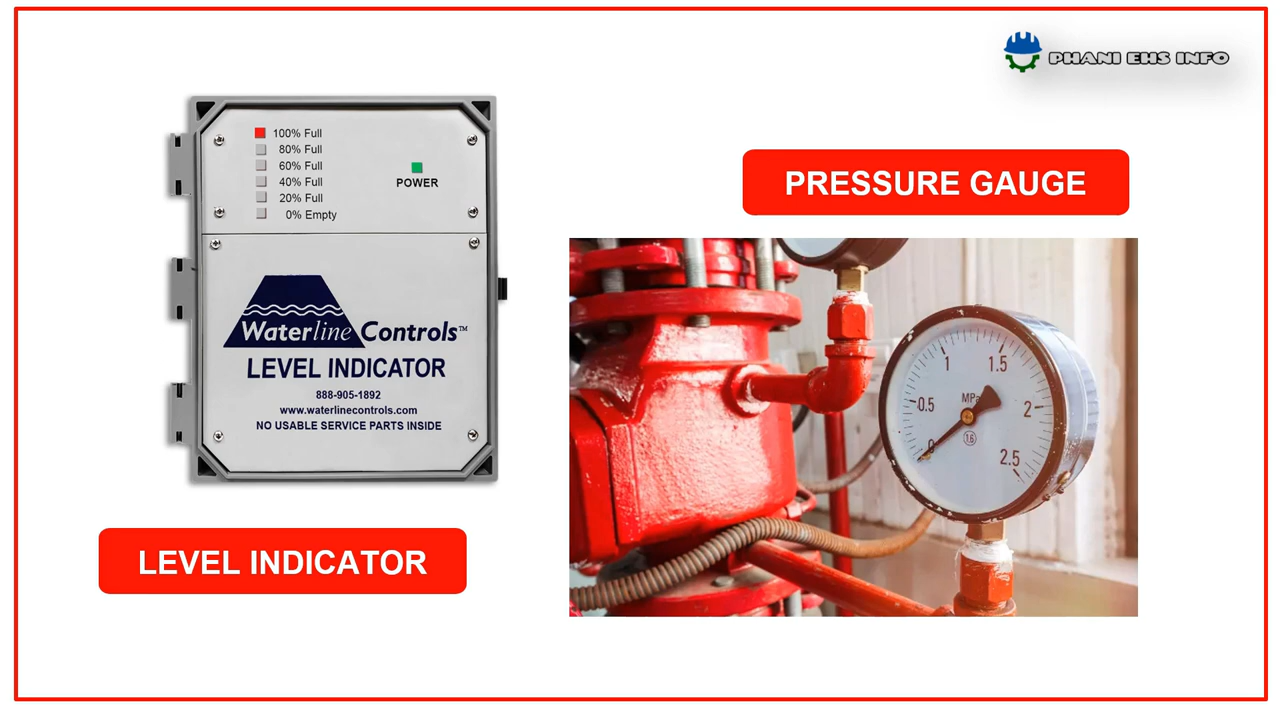 PHANI EHS INFO
100% Full
80% Full
60% Full
40% Full
20% Full
0% Empty
POWER
Waterline Controls™
LEVEL INDICATOR
888-905-1892
www.waterlinecontrols.com
NO USABLE SERVICE PARTS INSIDE
LEVEL INDICATOR
PRESSURE GAUGE
0
0.5
1
1.5
2
2.5
MPa
1.6